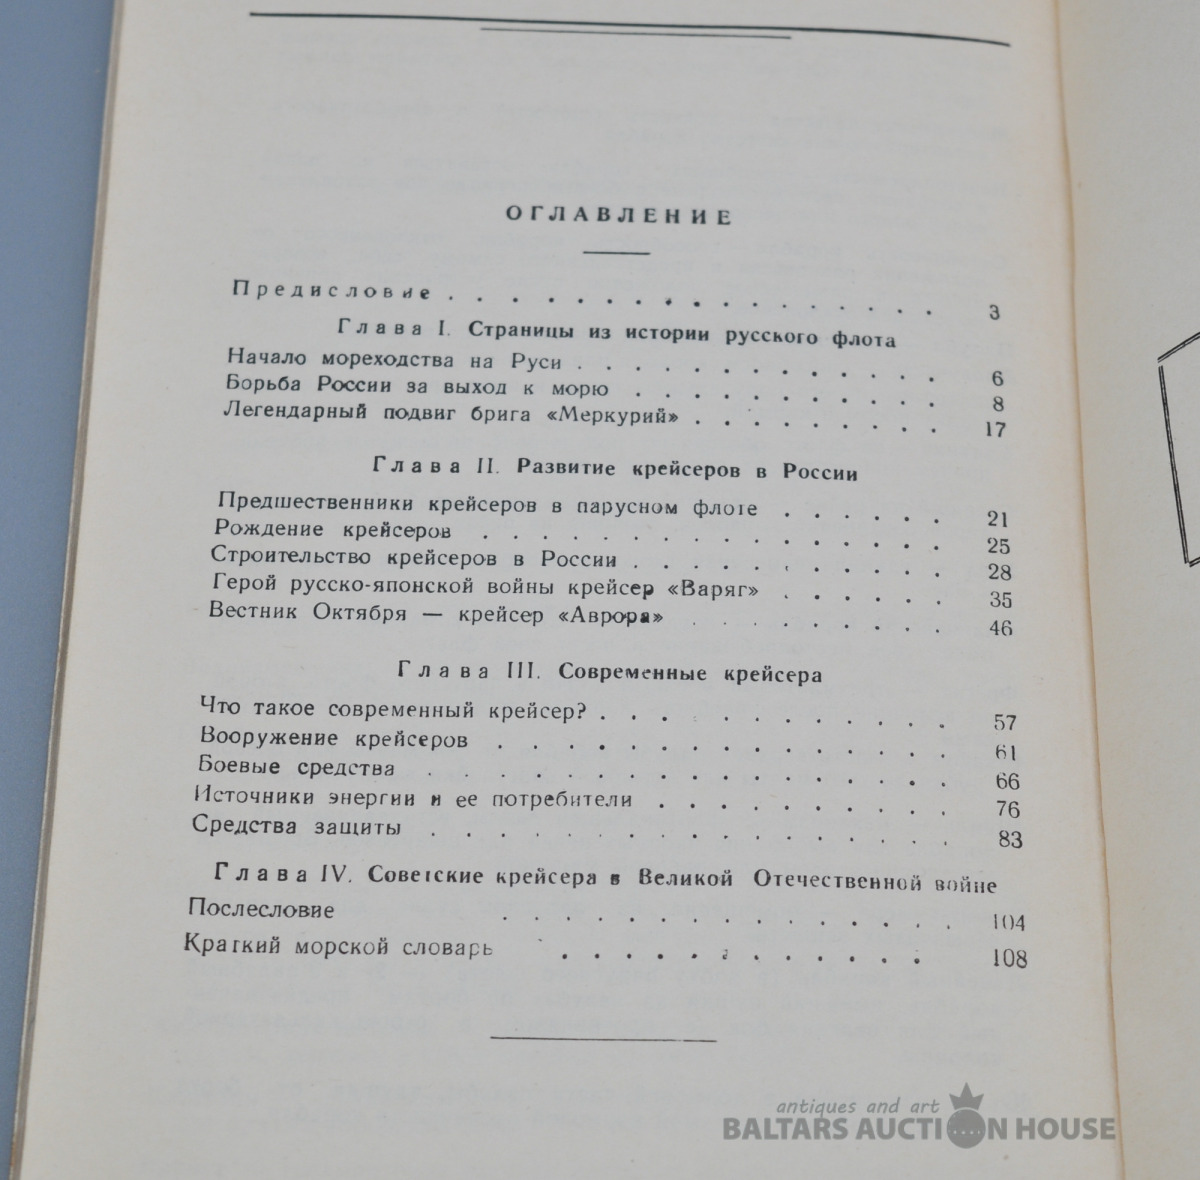 ОГЛАВЛЕНИЕ
Предисловие . . . . . . . . . . . . . . . . 3
Глава I. Страницы из истории русского флота
Начало мореходства на Руси . . . . . . . . . . . . . 6
Борьба России за выход к морю . . . . . . . . . . . 8
Легендарный подвиг брига «Меркурий» . . . . . . . . . 17
Глава II. Развитие крейсеров в России
Предшественники крейсеров в парусном флоте . . . . . . 21
Рождение крейсеров . . . . . . . . . . . . . . . . 25
Строительство крейсеров в России . . . . . . . . . . . 28
Герой русско-японской войны крейсер «Варяг» . . . . . . 35
Вестник Октября — крейсер «Аврора» . . . . . . . . . 46
Глава III. Современные крейсера
Что такое современный крейсер? . . . . . . . . . . . . 57
Вооружение крейсеров . . . . . . . . . . . . . . 61
Боевые средства . . . . . . . . . . . . . . . . 66
Источники энергии и ее потребители . . . . . . . . . . 76
Средства защиты . . . . . . . . . . . . . . . . 83
Глава IV. Советские крейсера в Великой Отечественной войне
Послесловие . . . . . . . . . . . . . . 104
Краткий морской словарь . . . . . . . . . . . . 108
antiques and art
BALTARS AUCTION HOUSE